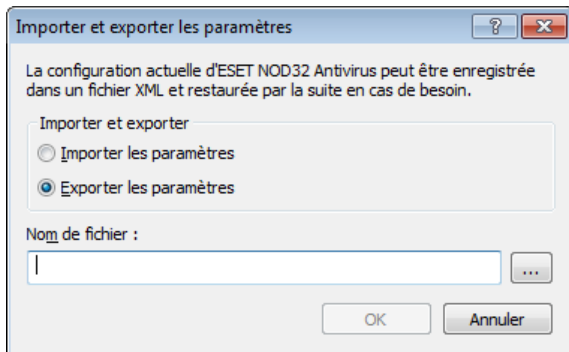 Importer et exporter les paramètres
La configuration actuelle d'ESET NOD32 Antivirus peut être enregistrée
dans un fichier XML et restaurée par la suite en cas de besoin.
Importer et exporter
Importer les paramètres
Exporter les paramètres
Nom de fichier :
...
OK
Annuler